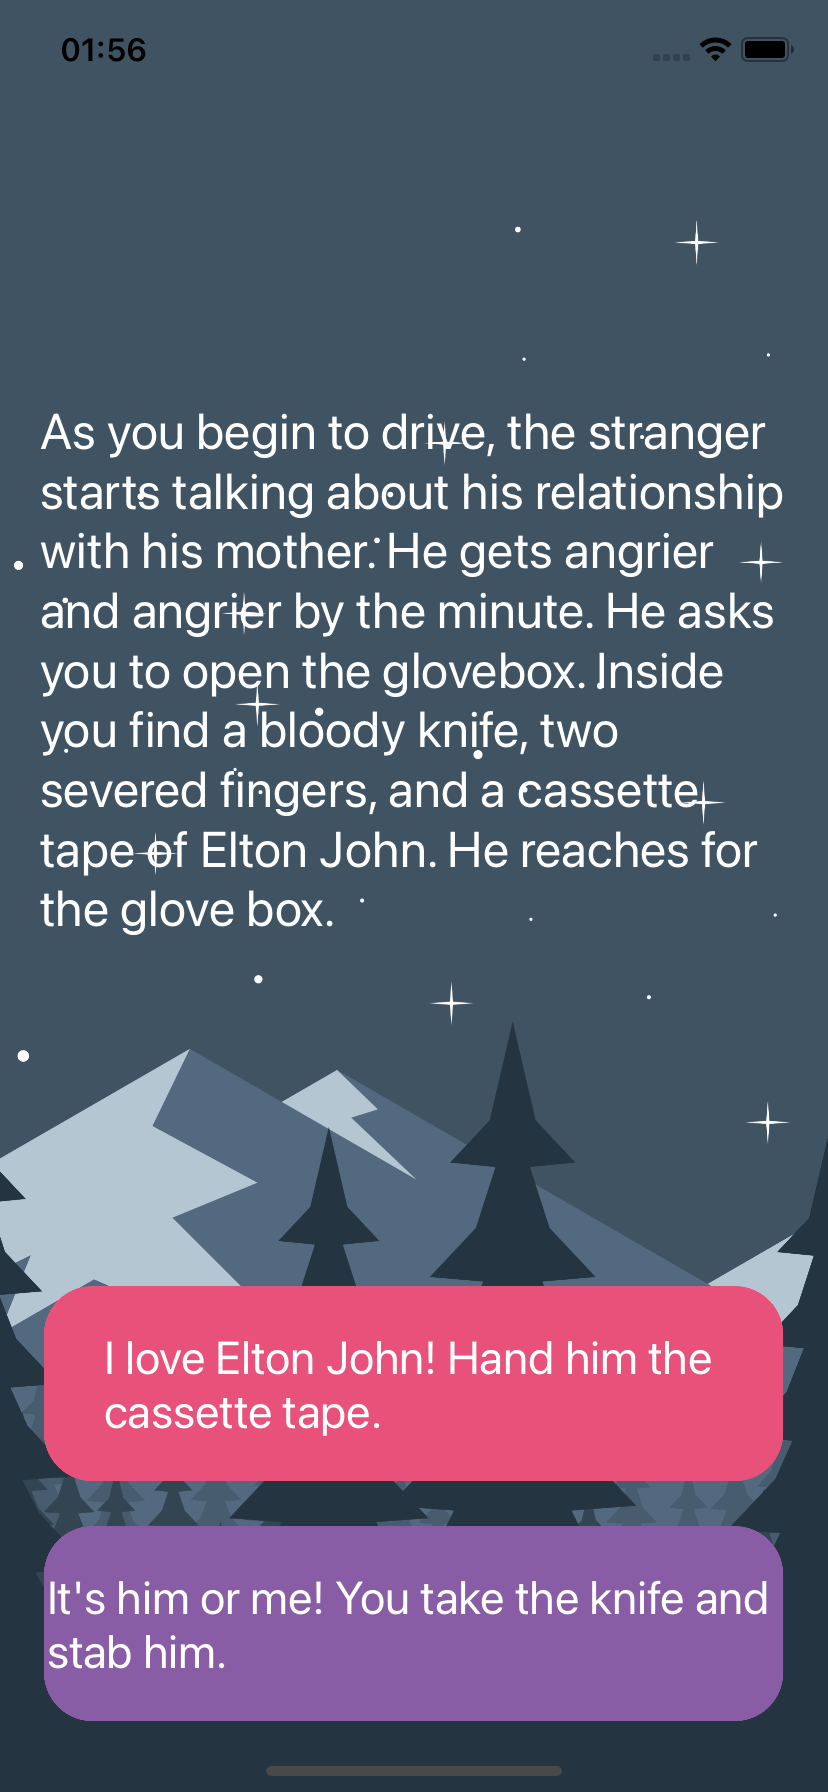 01:56
As you begin to drive, the stranger
starts talking about his relationship
with his mother. He gets angrier
and angrier by the minute. He asks
you to open the glovebox. Inside
you find a bloody knife, two
severed fingers, and a cassette
tape of Elton John. He reaches for
the glove box.
I love Elton John! Hand him the
cassette tape.
It's him or me! You take the knife and
stab him.